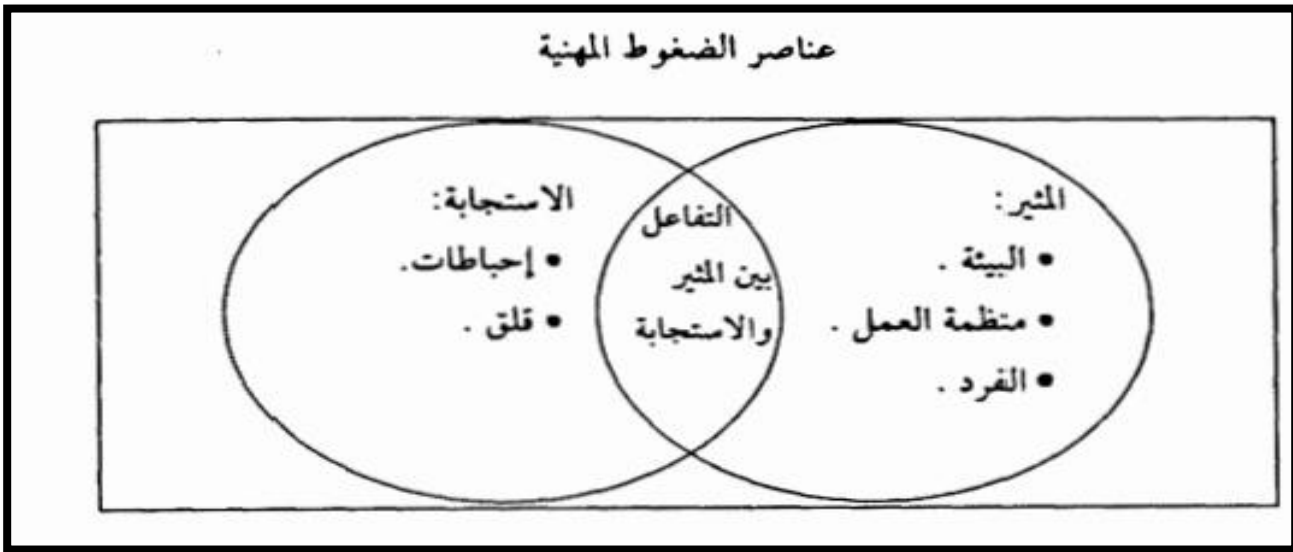 عناصر الضغوط المهنية
المثير:
• البيئة .
• منظمة العمل .
• الفرد .
التفاعل
بين المثير
والاستجابة
الاستجابة:
• إحباطات.
• قلق .